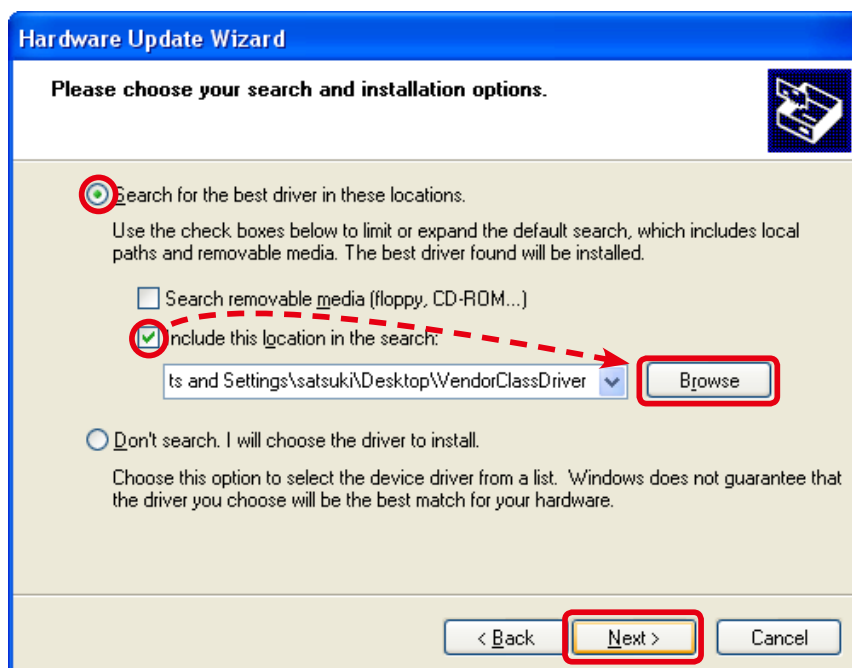 Hardware Update Wizard
Please choose your search and installation options.
Search for the best driver in these locations.
Use the check boxes below to limit or expand the default search, which includes local
paths and removable media. The best driver found will be installed.
Search removable media (floppy, CD-ROM...)
Include this location in the search:
ts and Settings\satsuki\Desktop\VendorClassDriver
Browse
Don't search. I will choose the driver to install.
Choose this option to select the device driver from a list. Windows does not guarantee that
the driver you choose will be the best match for your hardware.
< Back
Next >
Cancel